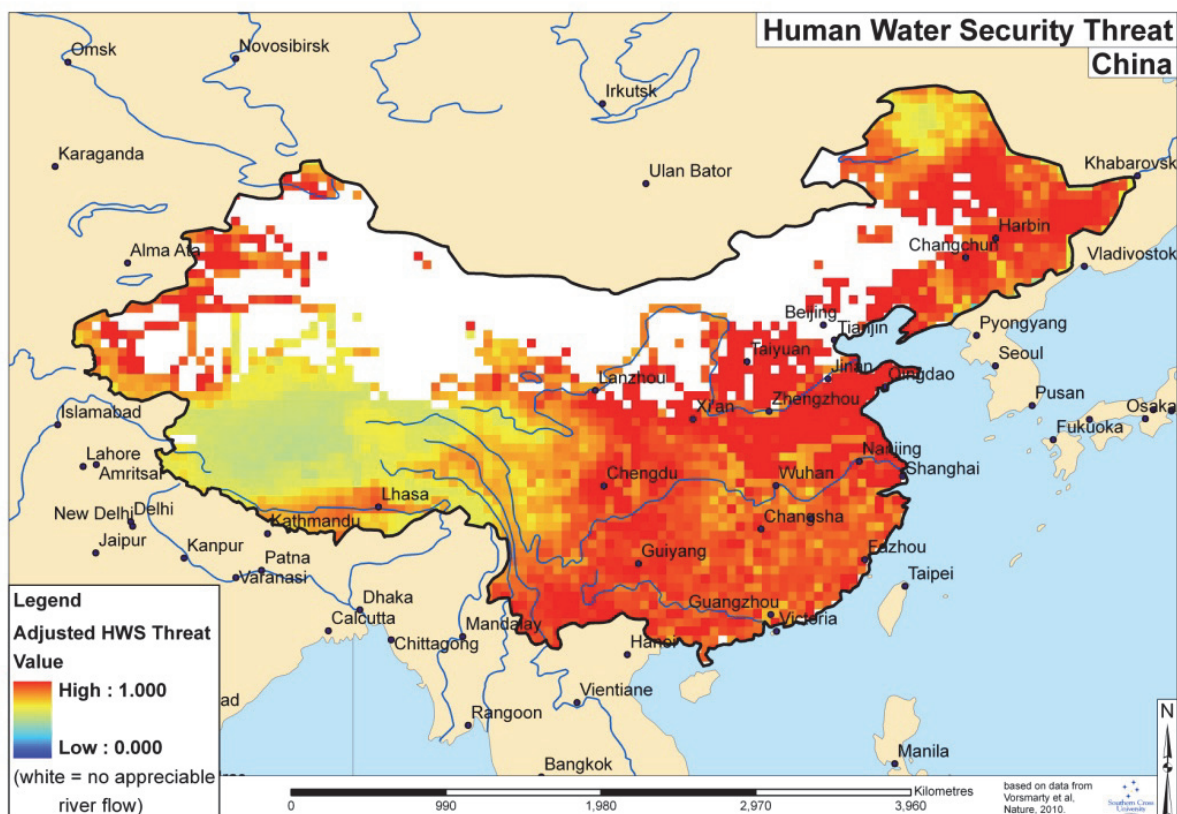 Human Water Security Threat
China
Omsk
Novosibirsk
Irkutsk
Karaganda
Ulan Bator
Khabarovsk
Harbin
Alma Ata
Changchun
Vladivostok
Beijing
Tianjin
Pyongyang
Taiyuan
Seoul
Lanzhou
Jinan
Qingdao
Pusan
Islamabad
Xi'an
Zhengzhou
Osaka
Fukuoka
Lahore
Amritsar
Nanjing
Shanghai
Chengdu
Wuhan
Lhasa
New Delhi
Delhi
Changsha
Kathmandu
Jaipur
Kanpur
Patna
Guiyang
Fuzhou
Varanasi
Taipei
Dhaka
Guangzhou
Calcutta
Mandalay
Victoria
Chittagong
Hanoi
Vientiane
Rangoon
Manila
Bangkok
Legend
Adjusted HWS Threat
Value
High : 1.000
Low : 0.000
(white = no appreciable
river flow)
ad
0 990 1,980 2,970 3,960
Kilometres
based on data from
Vorsmarty et al,
Nature, 2010.
Southern Cross
University
N